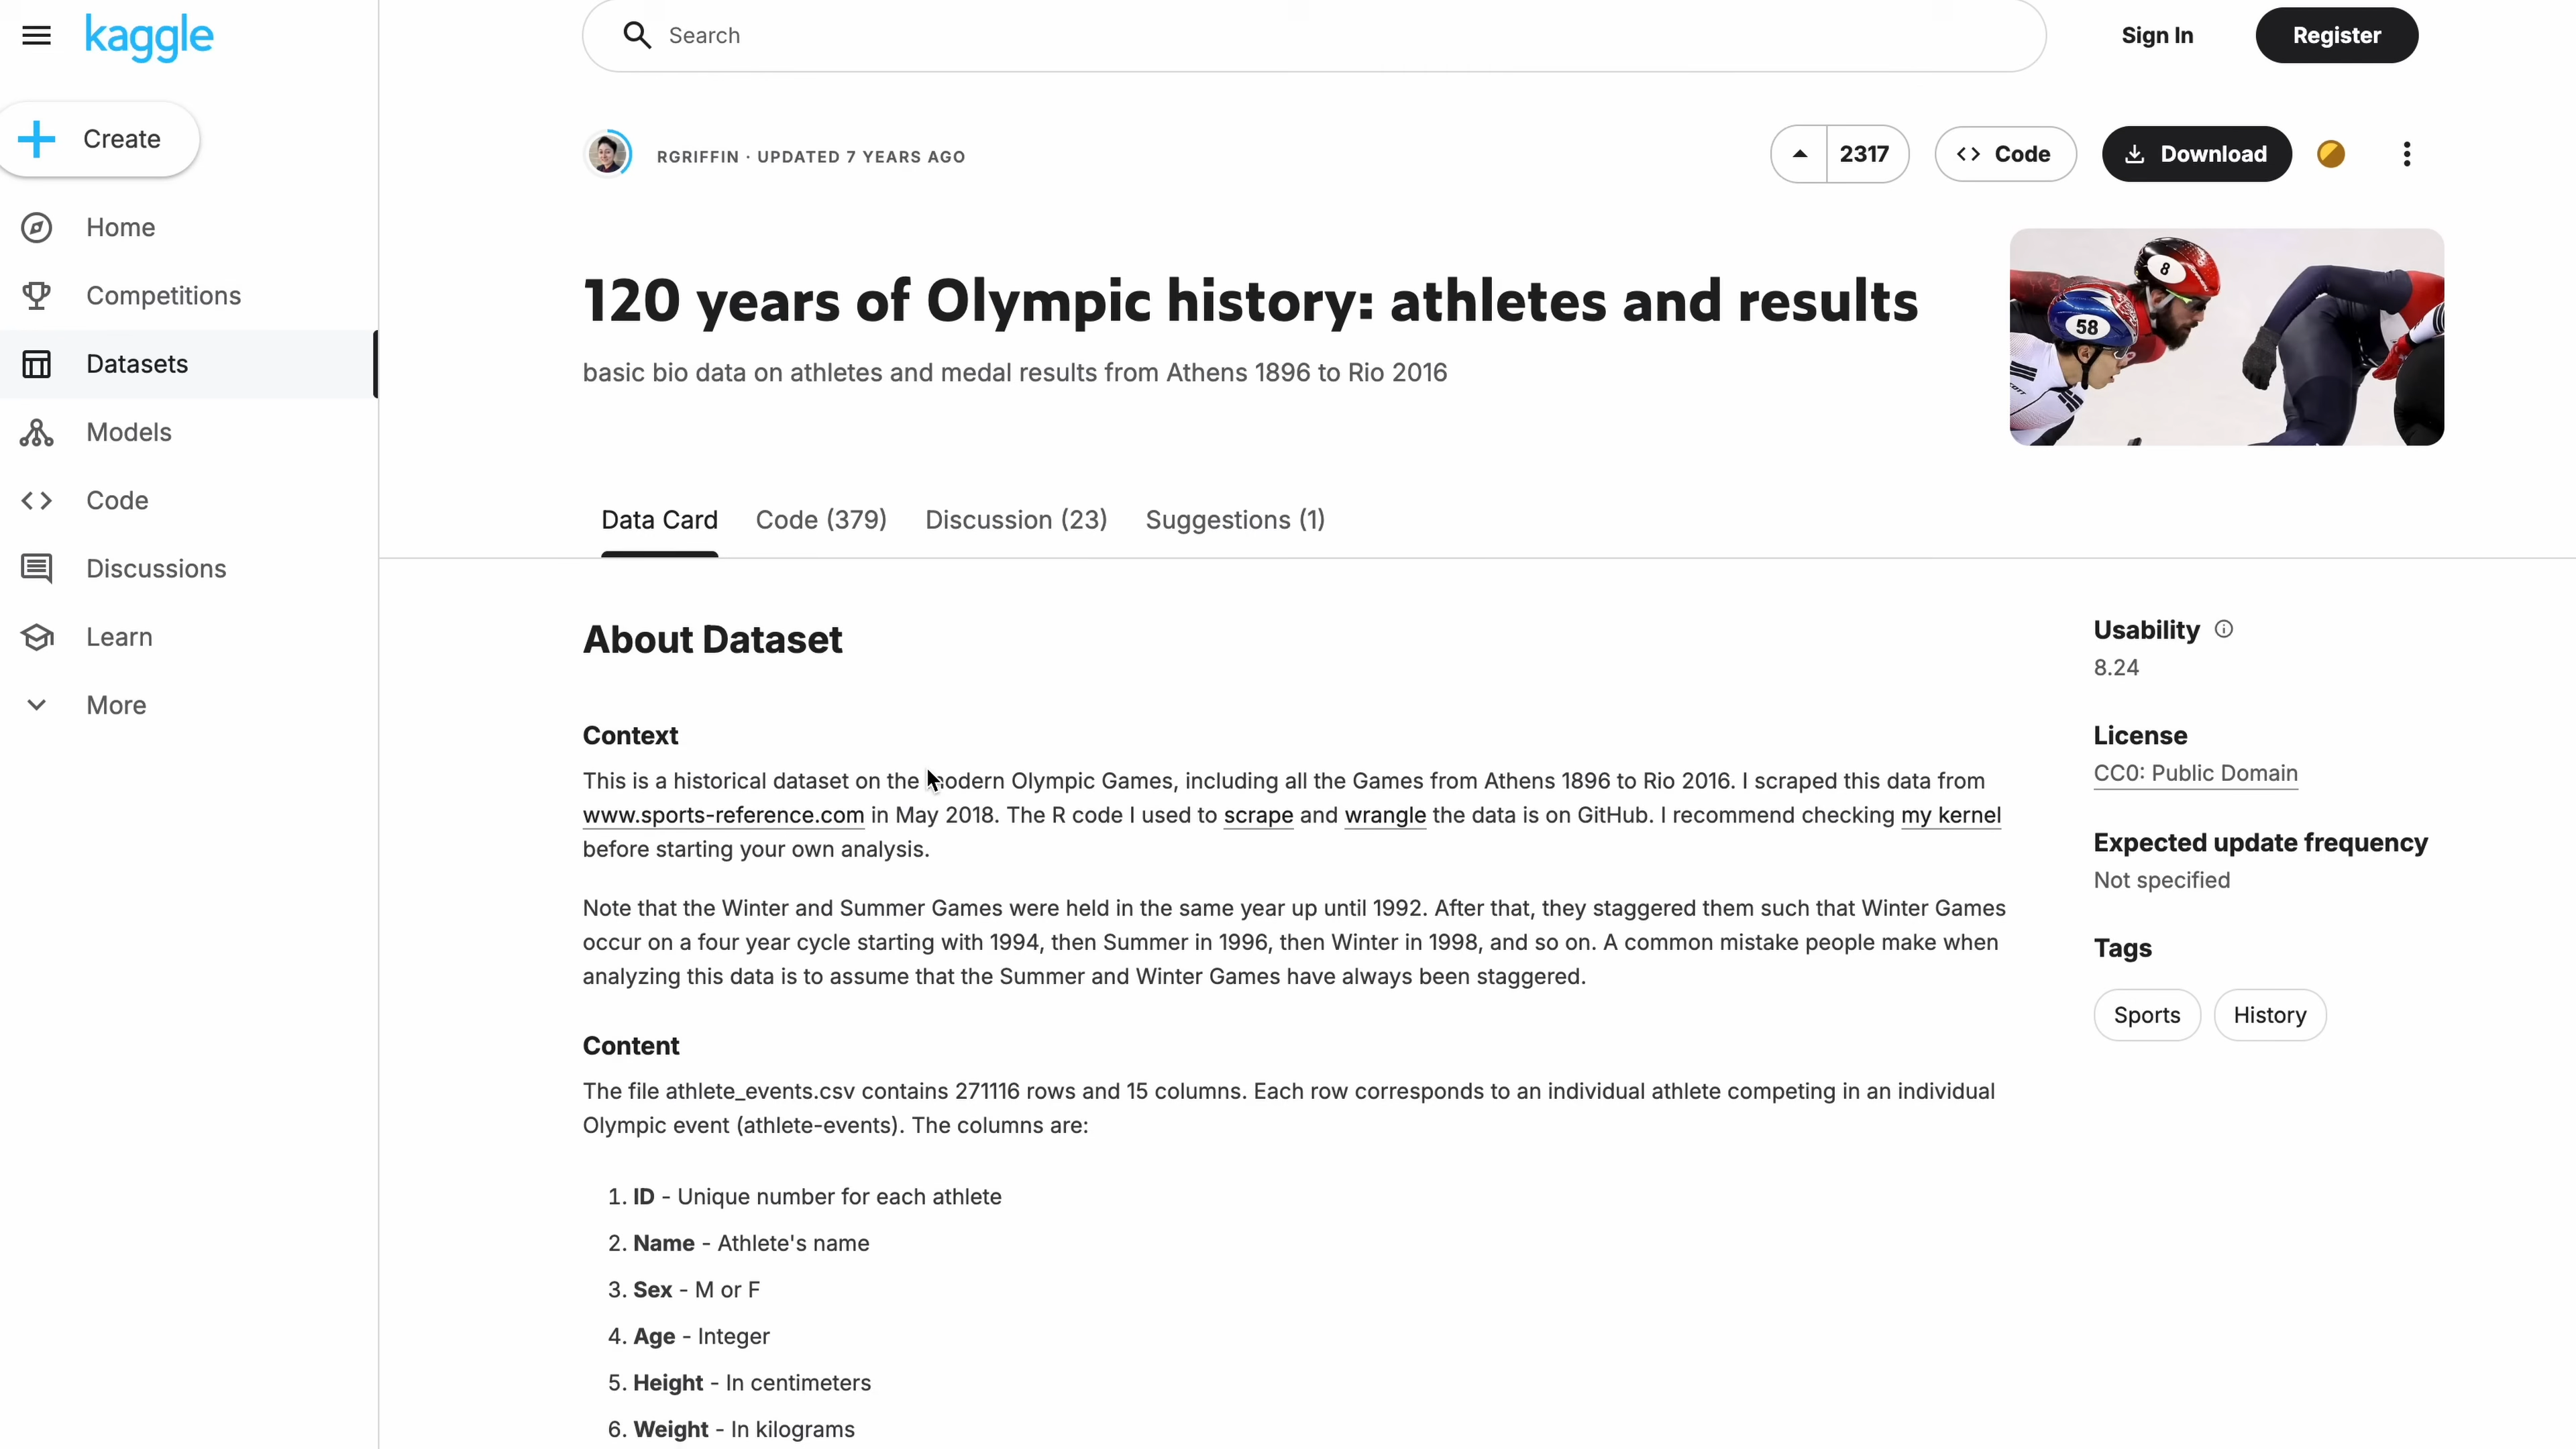 kaggle
Search
Sign In
Register
Create
Home
Competitions
Datasets
Models
Code
Discussions
Learn
More
RGRIFFIN · UPDATED 7 YEARS AGO
2317
Code
Download
120 years of Olympic history: athletes and results
basic bio data on athletes and medal results from Athens 1896 to Rio 2016
8
58
Data Card
Code (379)
Discussion (23)
Suggestions (1)
About Dataset
Context
This is a historical dataset on the modern Olympic Games, including all the Games from Athens 1896 to Rio 2016. I scraped this data from
www.sports-reference.com in May 2018. The R code I used to scrape and wrangle the data is on GitHub. I recommend checking my kernel
before starting your own analysis.
Note that the Winter and Summer Games were held in the same year up until 1992. After that, they staggered them such that Winter Games
occur on a four year cycle starting with 1994, then Summer in 1996, then Winter in 1998, and so on. A common mistake people make when
analyzing this data is to assume that the Summer and Winter Games have always been staggered.
Content
The file athlete_events.csv contains 271116 rows and 15 columns. Each row corresponds to an individual athlete competing in an individual
Olympic event (athlete-events). The columns are:
1. ID - Unique number for each athlete
2. Name - Athlete's name
3. Sex - M or F
4. Age - Integer
5. Height - In centimeters
6. Weight - In kilograms
Usability
8.24
License
CC0: Public Domain
Expected update frequency
Not specified
Tags
Sports
History